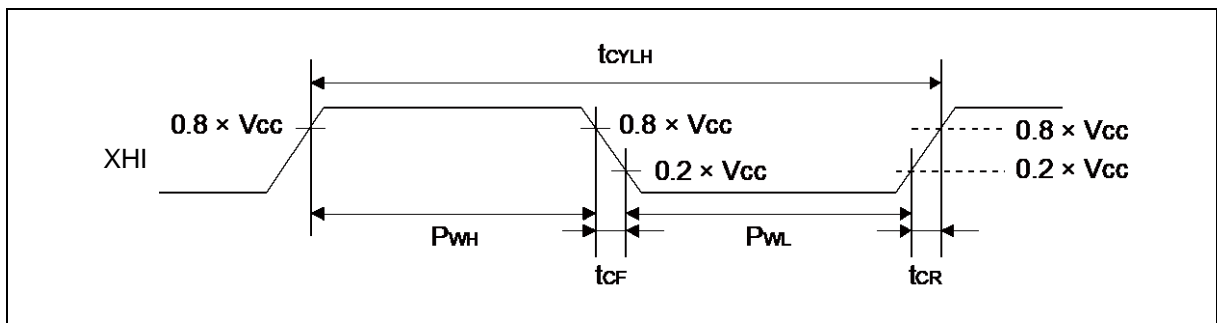 tCYLH
0.8 × Vcc
0.8 × Vcc
0.8 × Vcc
XHI
0.2 × Vcc
0.2 × Vcc
PWH
PWL
tCF
tCR